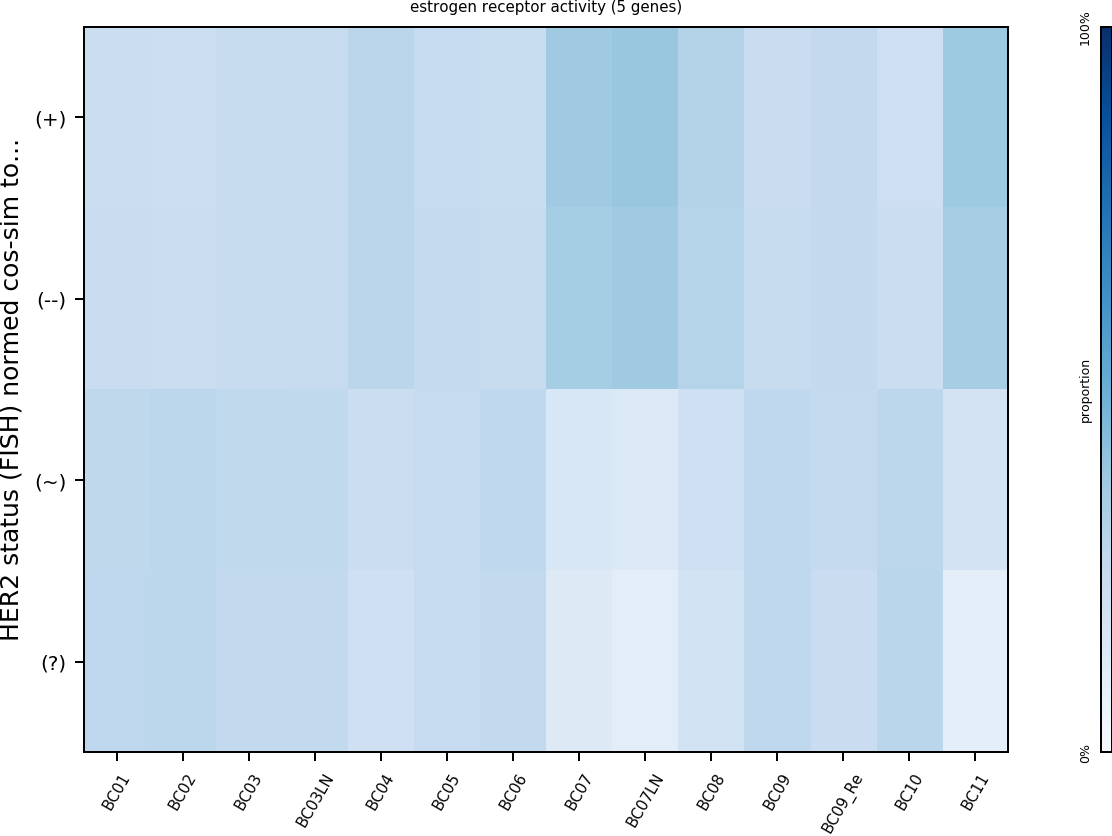 estrogen receptor activity (5 genes)
HER2 status (FISH) normed cos-sim to...
(+)
(--)
(~)
(?)
BC01
BC02
BC03
BC03LN
BC04
BC05
BC06
BC07
BC07LN
BC08
BC09
BC09_Re
BC10
BC11
100%
proportion
0%